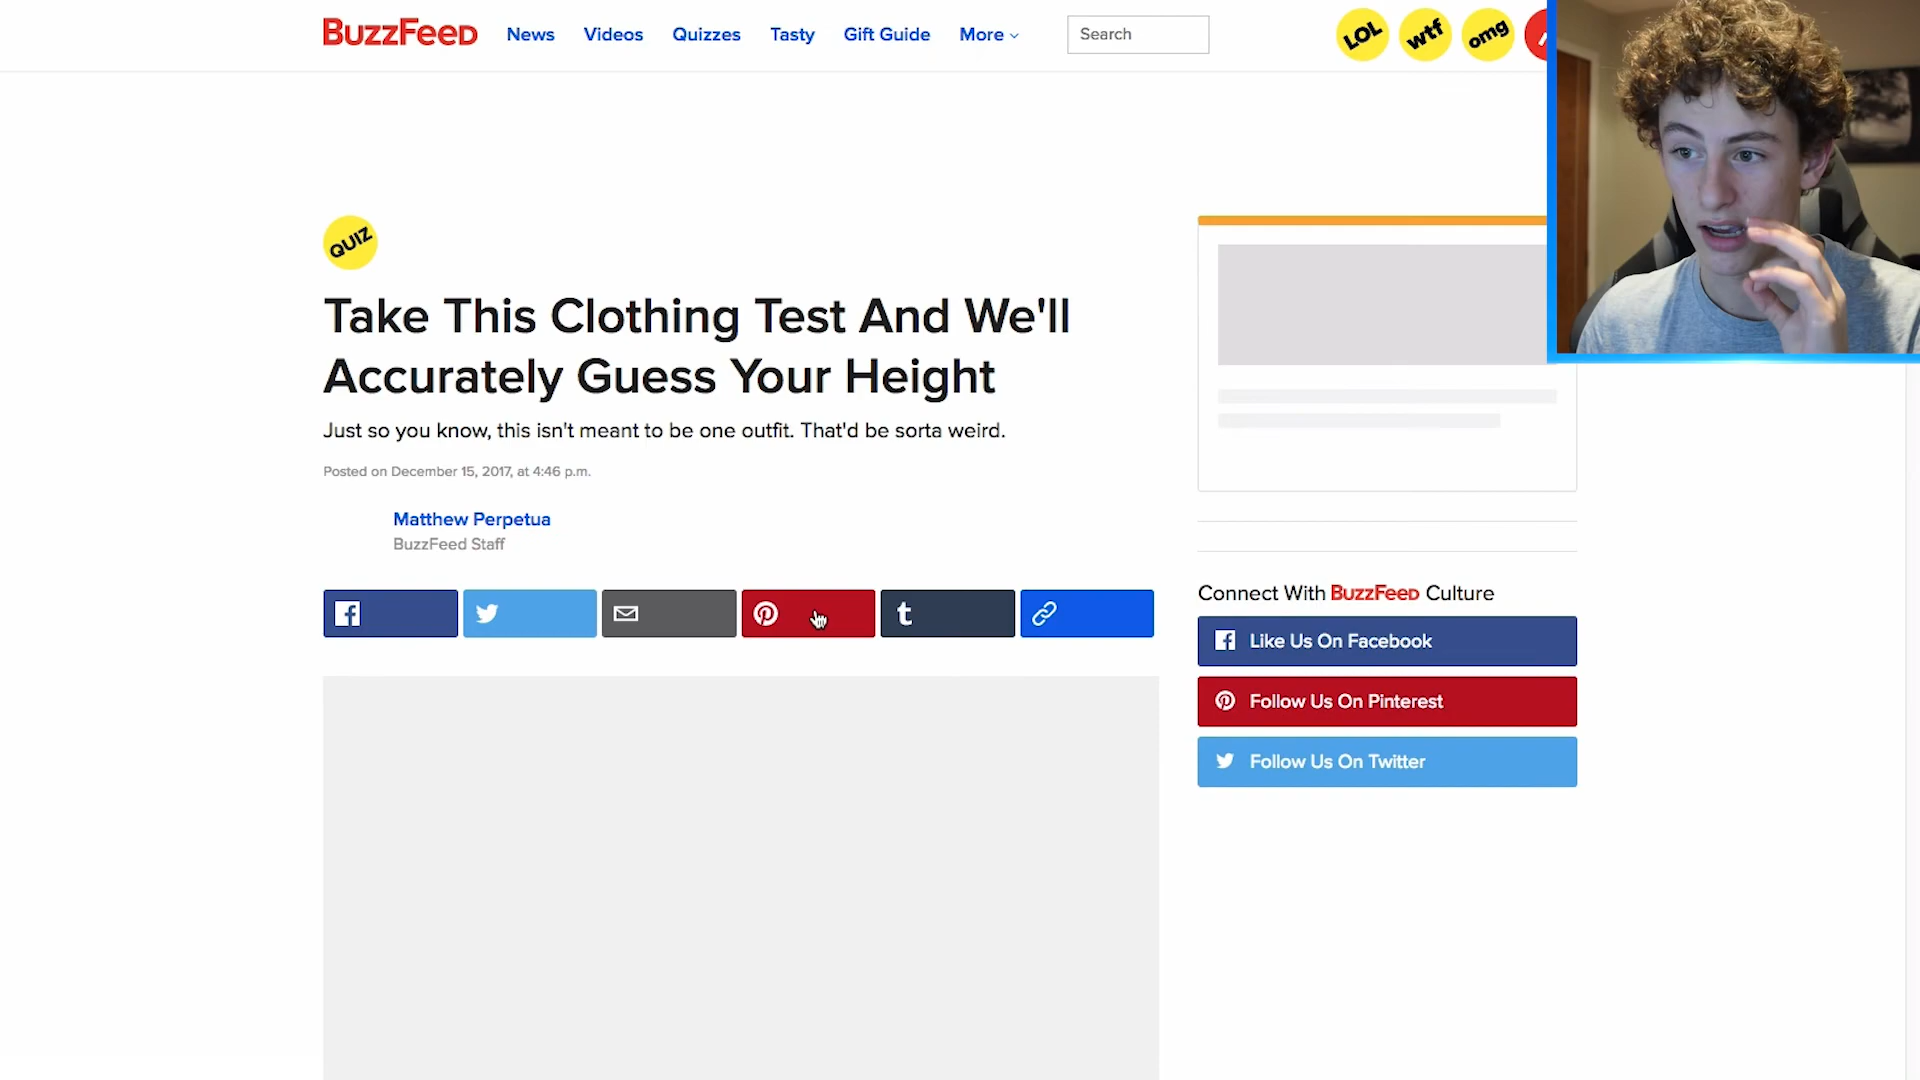 BuzzFeed News Videos Quizzes Tasty Gift Guide More Search LOL wtf omg
QUIZ
Take This Clothing Test And We'll
Accurately Guess Your Height
Just so you know, this isn't meant to be one outfit. That'd be sorta weird.
Posted on December 15, 2017, at 4:46 p.m.
Matthew Perpetua
BuzzFeed Staff
Connect With BuzzFeed Culture
Like Us On Facebook
Follow Us On Pinterest
Follow Us On Twitter